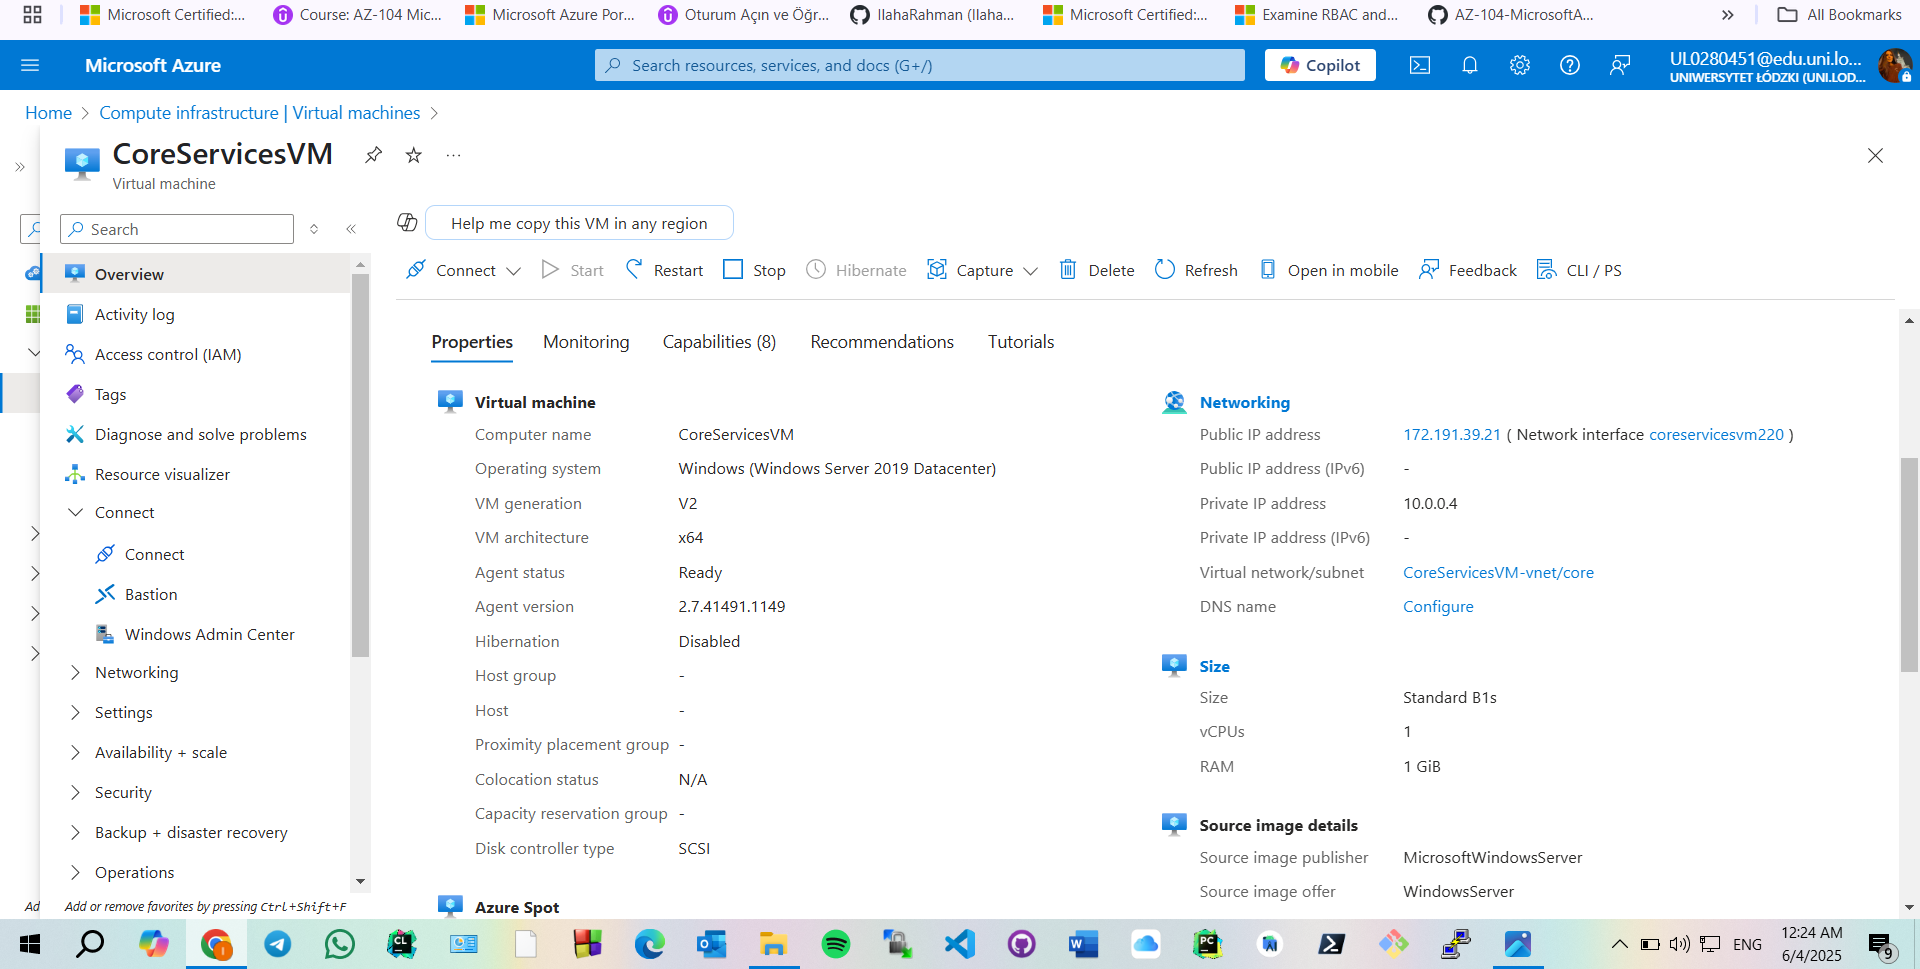 Microsoft Certified:...
Course: AZ-104 Mic...
Microsoft Azure Por...
Oturum Açın ve Öğr...
IlahaRahman (Ilaha...
Microsoft Certified:...
Examine RBAC and...
AZ-104-MicrosoftA...
All Bookmarks
Microsoft Azure
Search resources, services, and docs (G+/)
Copilot
UL0280451@edu.uni.lo...
UNIWERSYTET ŁÓDZKI (UNI.LOD...
Home > Compute infrastructure | Virtual machines >
CoreServicesVM
Virtual machine
Search
Help me copy this VM in any region
Connect
Start
Restart
Stop
Hibernate
Capture
Delete
Refresh
Open in mobile
Feedback
CLI / PS
Overview
Activity log
Access control (IAM)
Tags
Diagnose and solve problems
Resource visualizer
Connect
Connect
Bastion
Windows Admin Center
Networking
Settings
Availability + scale
Security
Backup + disaster recovery
Operations
Ad
Add or remove favorites by pressing Ctrl+Shift+F
Properties
Monitoring
Capabilities (8)
Recommendations
Tutorials
Virtual machine
Computer name CoreServicesVM
Operating system Windows (Windows Server 2019 Datacenter)
VM generation V2
VM architecture x64
Agent status Ready
Agent version 2.7.41491.1149
Hibernation Disabled
Host group -
Host -
Proximity placement group -
Colocation status N/A
Capacity reservation group -
Disk controller type SCSI
Azure Spot
Networking
Public IP address 172.191.39.21 ( Network interface coreservicesvm220 )
Public IP address (IPv6) -
Private IP address 10.0.0.4
Private IP address (IPv6) -
Virtual network/subnet CoreServicesVM-vnet/core
DNS name Configure
Size
Size Standard B1s
vCPUs 1
RAM 1 GiB
Source image details
Source image publisher MicrosoftWindowsServer
Source image offer WindowsServer
CL
PC
ENG
12:24 AM
6/4/2025
9